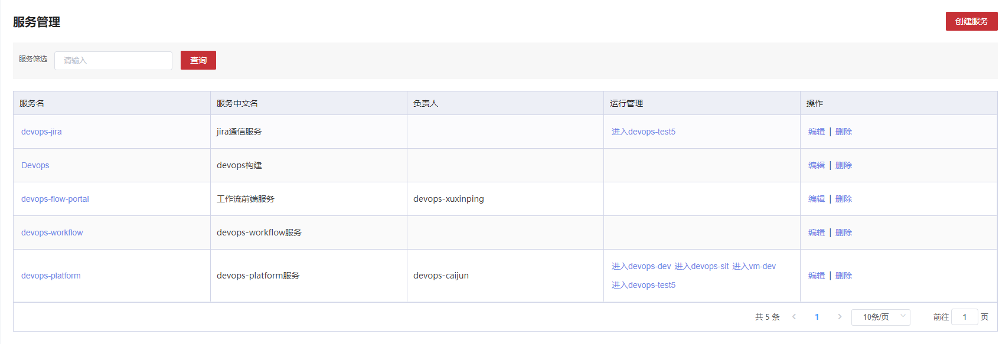 服务管理
创建服务
服务筛选 请输入 查询
服务名 服务中文名 负责人 运行管理 操作
devops-jira jira通信服务 进入devops-test5 编辑 | 删除
Devops devops构建 编辑 | 删除
devops-flow-portal 工作流前端服务 devops-xuxinping 编辑 | 删除
devops-workflow devops-workflow服务 编辑 | 删除
devops-platform devops-platform服务 devops-caijun 进入devops-dev 进入devops-sit 进入vm-dev 编辑 | 删除
进入devops-test5
共 5 条 1 10条/页 前往 1 页